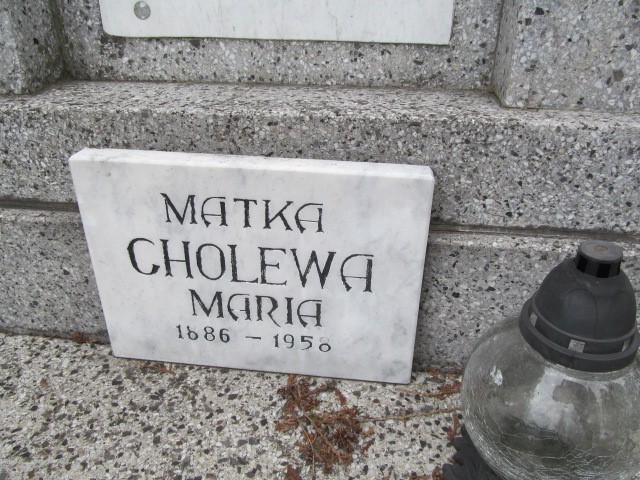 MATKA
CHOLEWA
MARIA
1886 - 1958